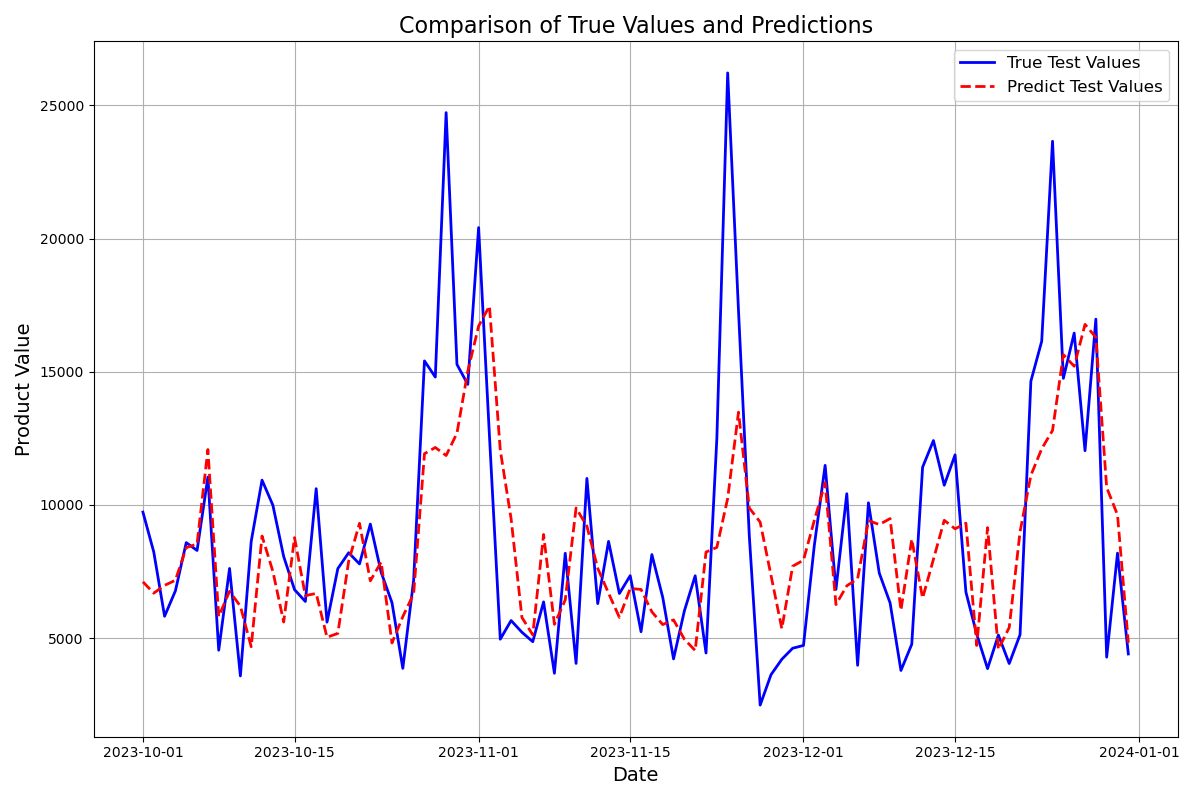 Comparison of True Values and Predictions
True Test Values
Predict Test Values
25000
20000
15000
10000
5000
Product Value
2023-10-01
2023-10-15
2023-11-01
2023-11-15
2023-12-01
2023-12-15
2024-01-01
Date